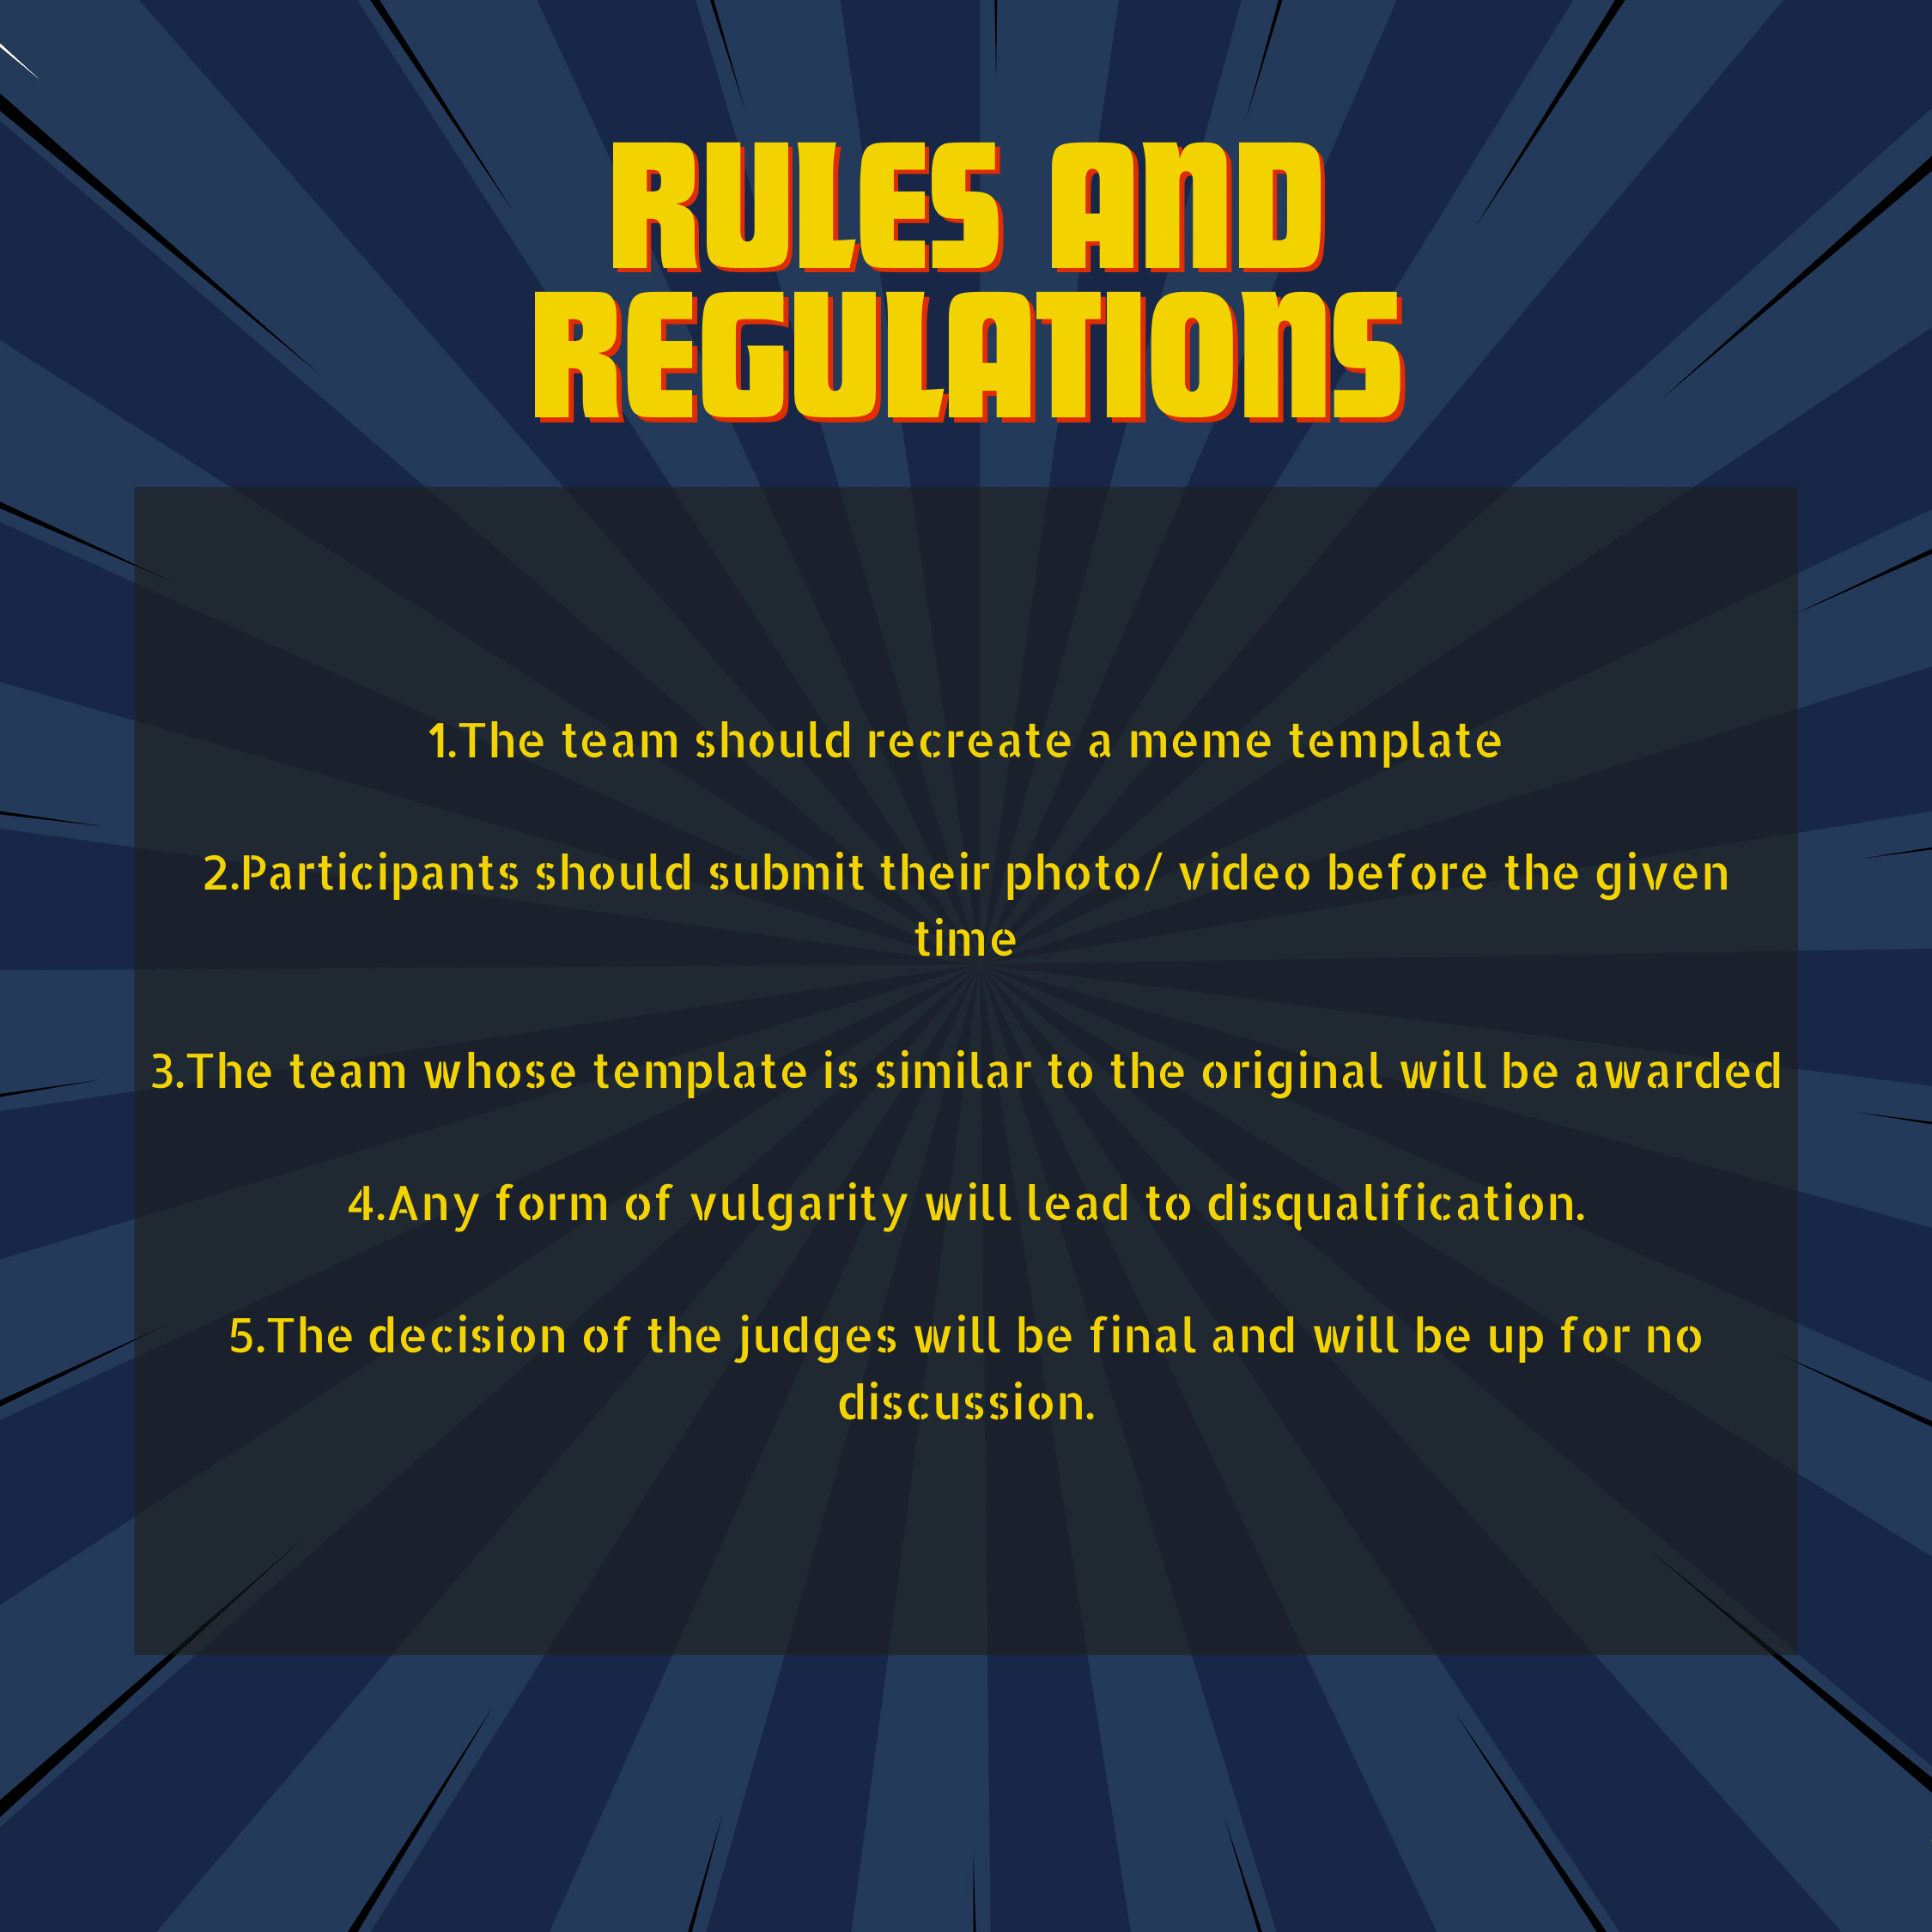 RULES AND
REGULATIONS
1.The team should recreate a meme template
2.Participants should submit their photo/ video before the given
time
3.The team whose template is similar to the original will be awarded
4.Any form of vulgarity will lead to disqualification.
5.The decision of the judges will be final and will be up for no
discussion.